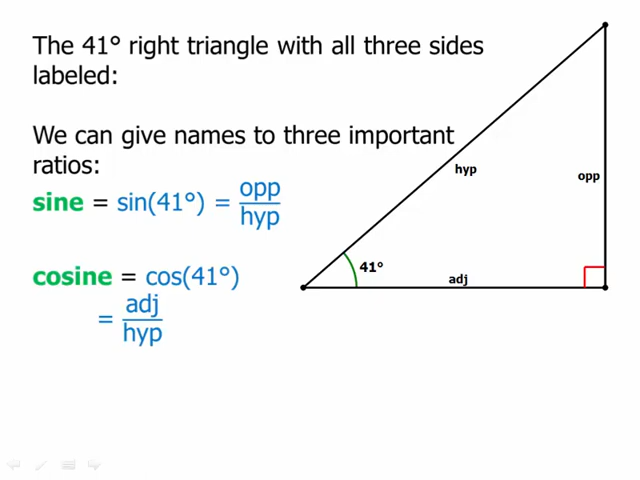 The 41° right triangle with all three sides
labeled:
We can give names to three important
ratios:
sine = sin(41°) = opp/hyp
cosine = cos(41°)
= adj/hyp
hyp
opp
41°
adj